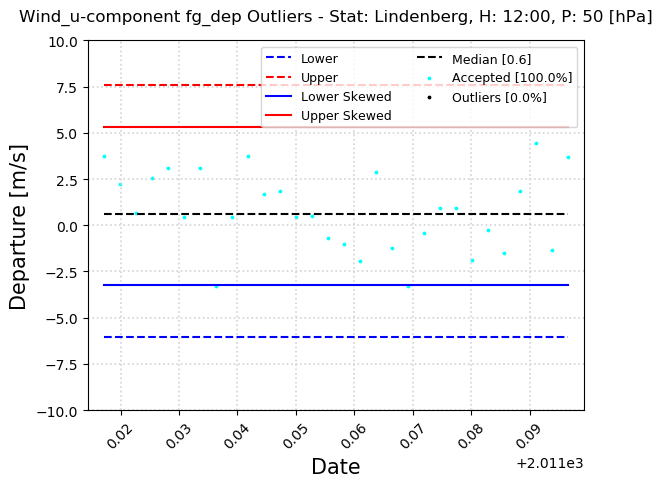 Wind_u-component fg_dep Outliers - Stat: Lindenberg, H: 12:00, P: 50 [hPa]
10.0
7.5
5.0
2.5
0.0
−2.5
−5.0
−7.5
−10.0
Departure [m/s]
Lower
Upper
Lower Skewed
Upper Skewed
Median [0.6]
Accepted [100.0%]
Outliers [0.0%]
0.02
0.03
0.04
0.05
0.06
0.07
0.08
0.09
+2.011e3
Date